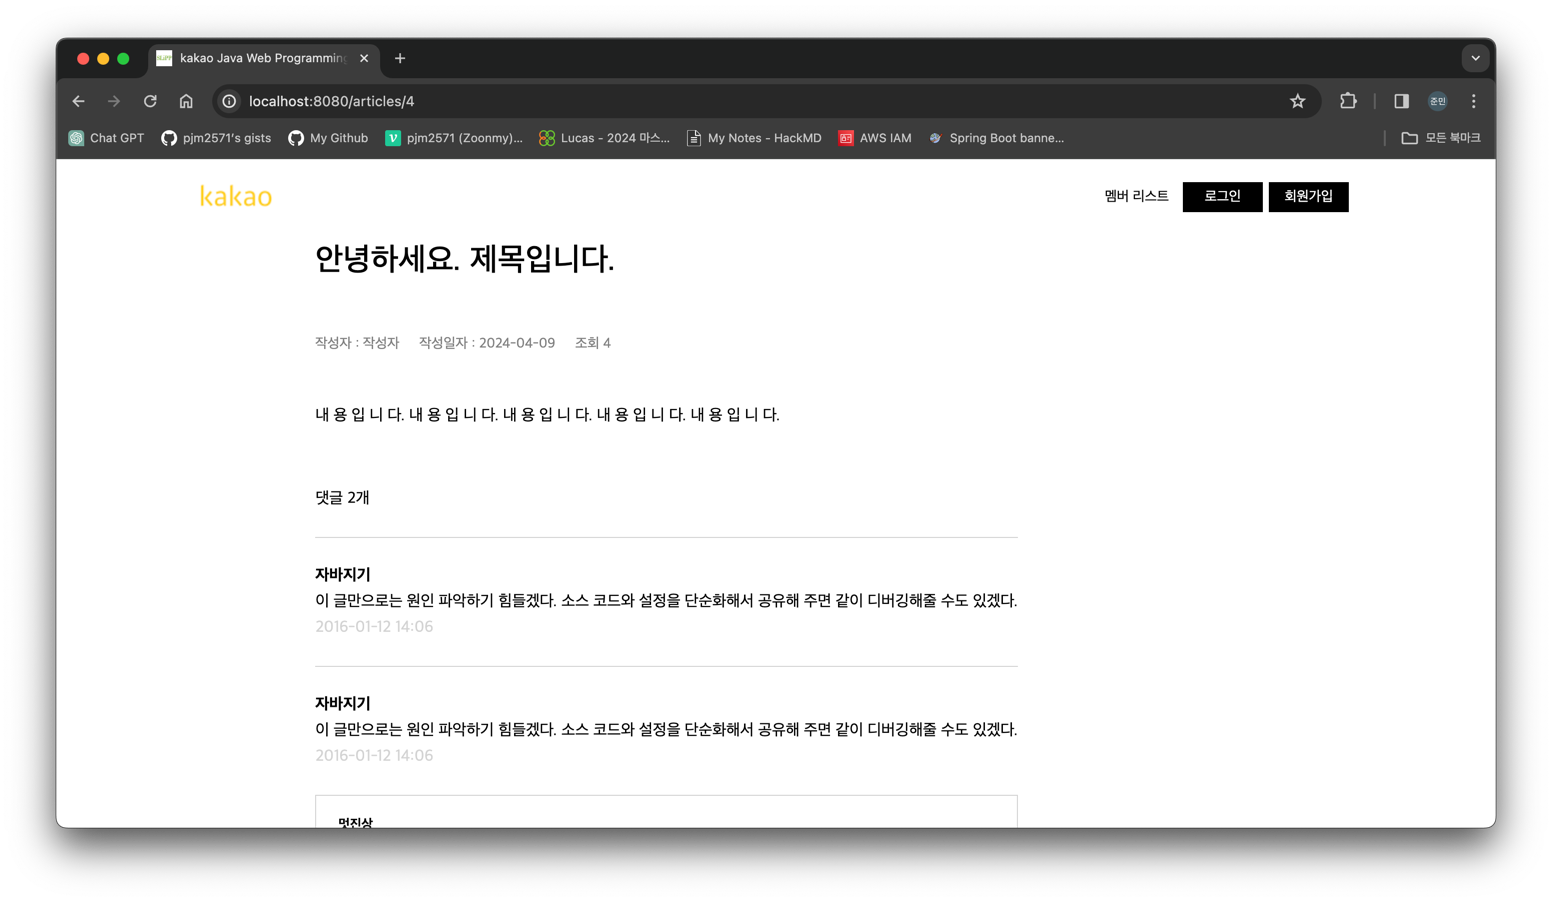 kakao Java Web Programming
localhost:8080/articles/4
준민
Chat GPT pjm2571's gists My Github pjm2571 (Zoonmy)... Lucas - 2024 마스... My Notes - HackMD AWS IAM Spring Boot banne... 모든 북마크
kakao 멤버 리스트 로그인 회원가입
안녕하세요. 제목입니다.
작성자 : 작성자 작성일자 : 2024-04-09 조회 4
내 용 입 니 다. 내 용 입 니 다. 내 용 입 니 다. 내 용 입 니 다. 내 용 입 니 다.
댓글 2개
자바지기
이 글만으로는 원인 파악하기 힘들겠다. 소스 코드와 설정을 단순화해서 공유해 주면 같이 디버깅해줄 수도 있겠다.
2016-01-12 14:06
자바지기
이 글만으로는 원인 파악하기 힘들겠다. 소스 코드와 설정을 단순화해서 공유해 주면 같이 디버깅해줄 수도 있겠다.
2016-01-12 14:06
멋진상